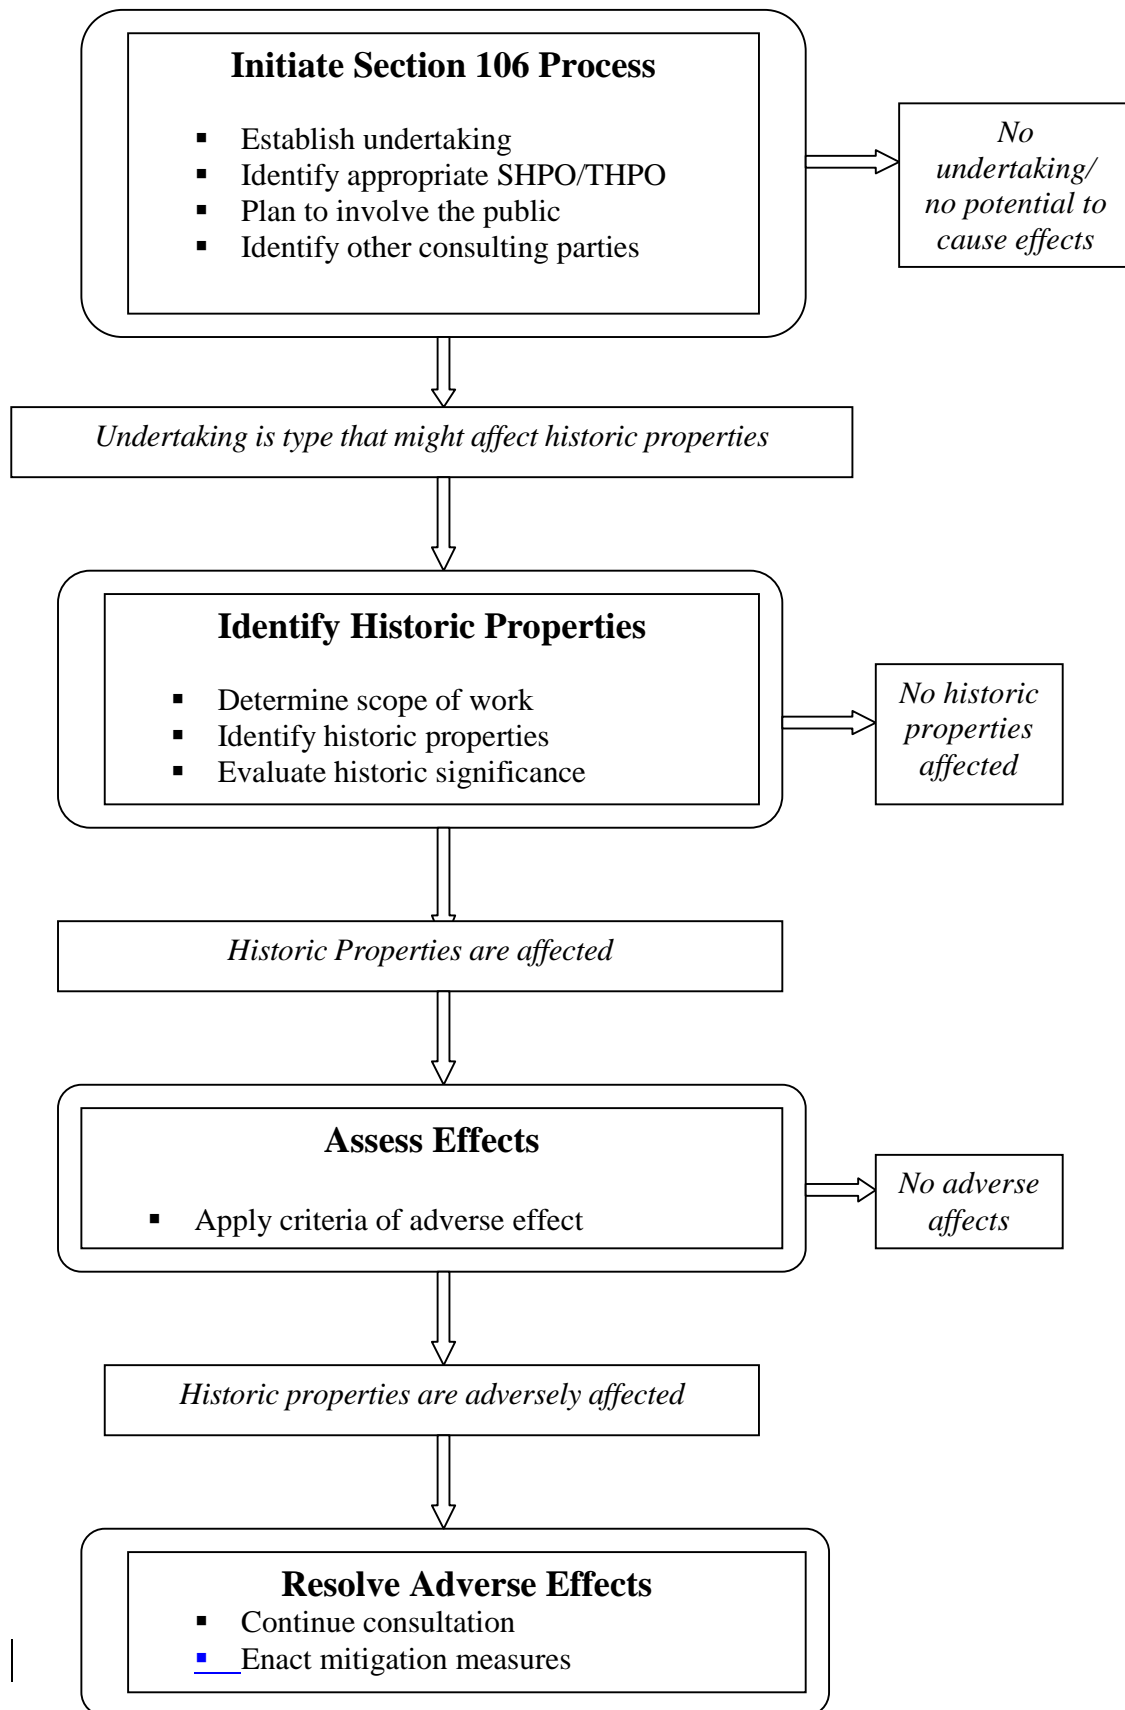 Initiate Section 106 Process
▪ Establish undertaking
▪ Identify appropriate SHPO/THPO
▪ Plan to involve the public
▪ Identify other consulting parties
No
undertaking/
no potential to
cause effects
Undertaking is type that might affect historic properties
Identify Historic Properties
▪ Determine scope of work
▪ Identify historic properties
▪ Evaluate historic significance
No historic
properties
affected
Historic Properties are affected
Assess Effects
▪ Apply criteria of adverse effect
No adverse
affects
Historic properties are adversely affected
Resolve Adverse Effects
▪ Continue consultation
▪ Enact mitigation measures